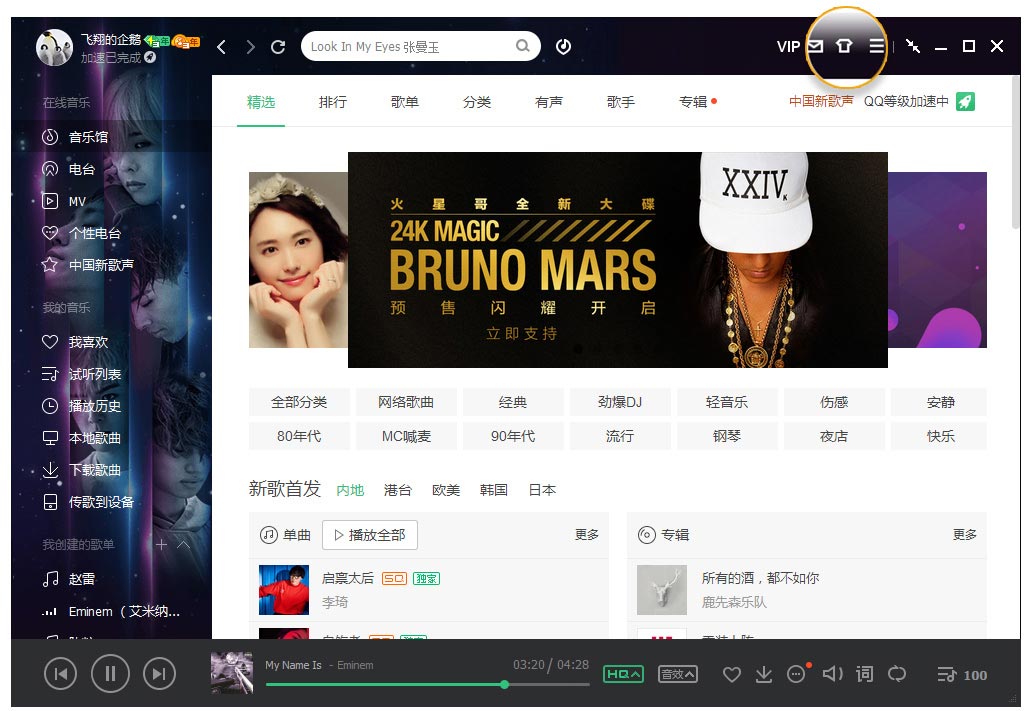 飞翔的企鹅
加速已完成
Look In My Eyes 张曼玉
VIP
在线音乐
音乐馆
电台
MV
个性电台
中国新歌声
我的音乐
我喜欢
试听列表
播放历史
本地歌曲
下载歌曲
传歌到设备
我创建的歌单
赵雷
Eminem（艾米纳...
精选 排行 歌单 分类 有声 歌手 专辑 中国新歌声 QQ等级加速中
火星哥全新大碟
24K MAGIC
BRUNO MARS
预售闪耀开启
立即支持
XXIV
K
全部分类 网络歌曲 经典 劲爆DJ 轻音乐 伤感 安静
80年代 MC喊麦 90年代 流行 钢琴 夜店 快乐
新歌首发 内地 港台 欧美 韩国 日本
单曲 播放全部 更多
启禀太后 SQ 独家
李琦
专辑 更多
所有的酒，都不如你
鹿先森乐队
My Name Is - Eminem 03:20 / 04:28
HQ 音效 词 100